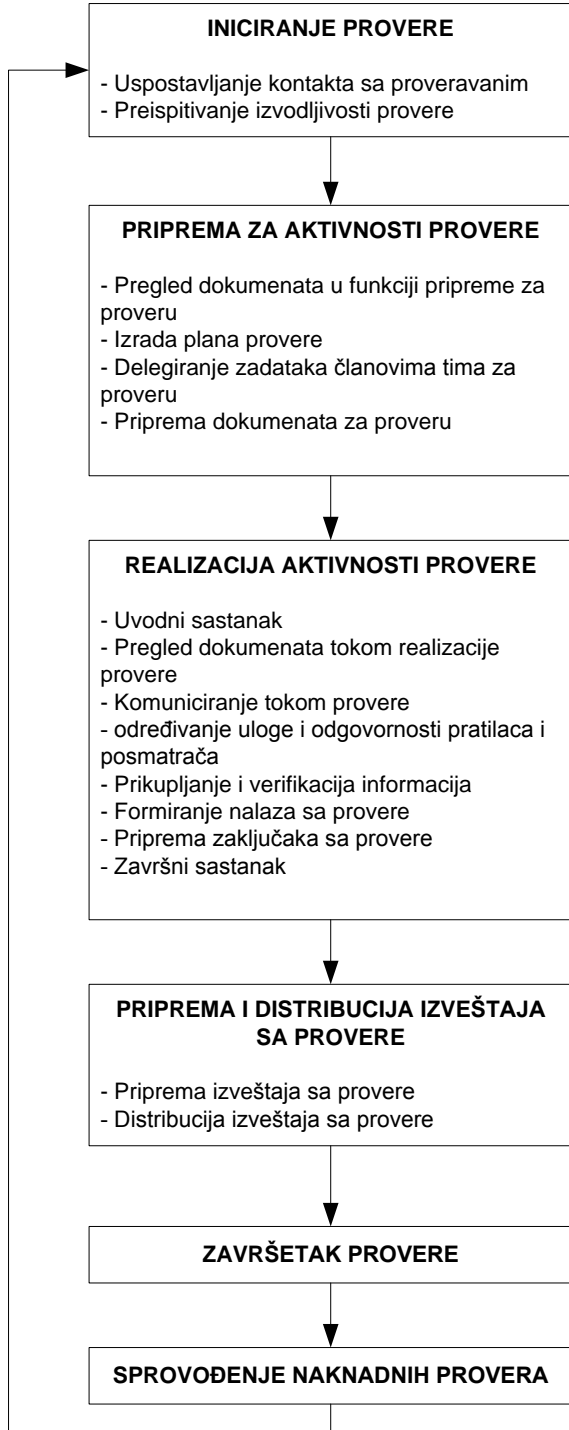 INICIRANJE PROVERE
- Uspostavljanje kontakta sa proveravanim
- Preispitivanje izvodljivosti provere
PRIPREMA ZA AKTIVNOSTI PROVERE
- Pregled dokumenata u funkciji pripreme za
proveru
- Izrada plana provere
- Delegiranje zadataka članovima tima za
proveru
- Priprema dokumenata za proveru
REALIZACIJA AKTIVNOSTI PROVERE
- Uvodni sastanak
- Pregled dokumenata tokom realizacije
provere
- Komuniciranje tokom provere
- određivanje uloge i odgovornosti pratilaca i
posmatrača
- Prikupljanje i verifikacija informacija
- Formiranje nalaza sa provere
- Priprema zaključaka sa provere
- Završni sastanak
PRIPREMA I DISTRIBUCIJA IZVEŠTAJA
SA PROVERE
- Priprema izveštaja sa provere
- Distribucija izveštaja sa provere
ZAVRŠETAK PROVERE
SPROVOĐENJE NAKNADNIH PROVERA